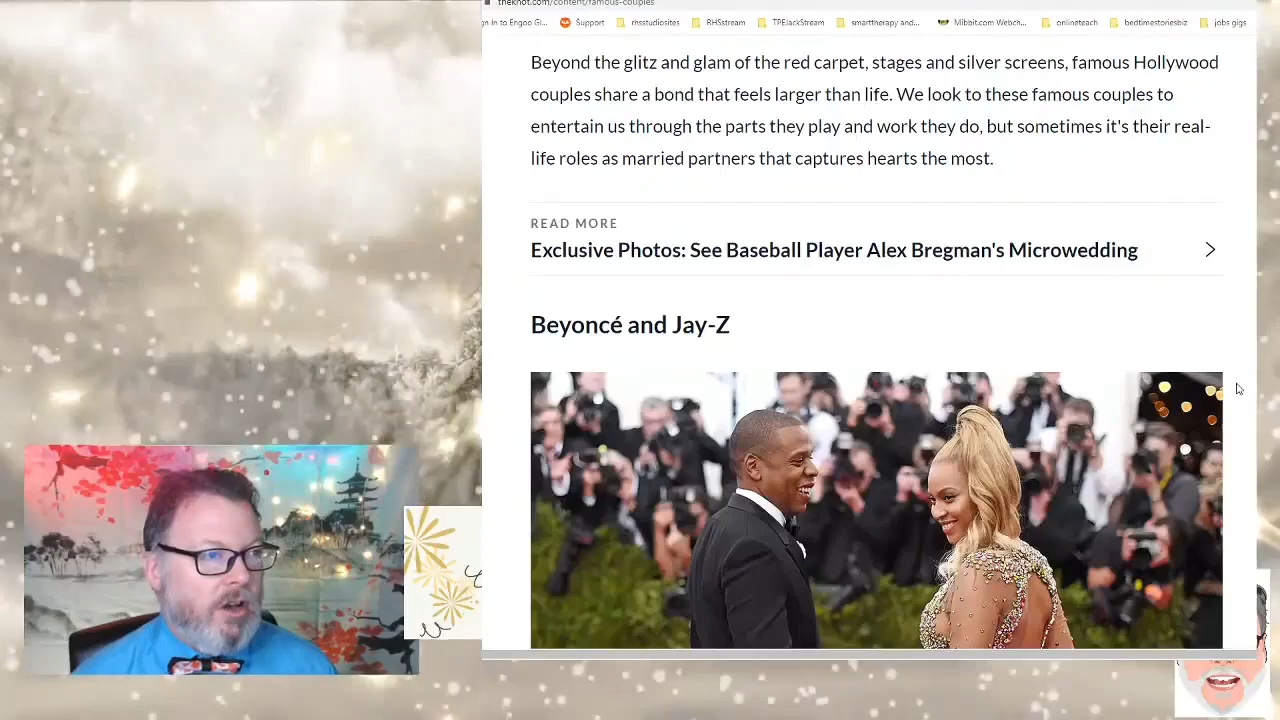 theknot.com/content/famous-couples
n In to Engoo Gl... Support rhsstudiosites RHSstream TPEJackStream smarttherapy and... Mibbit.com Webch... onlineteach bedtimestoriesbiz jobs gigs
Beyond the glitz and glam of the red carpet, stages and silver screens, famous Hollywood
couples share a bond that feels larger than life. We look to these famous couples to
entertain us through the parts they play and work they do, but sometimes it's their real-
life roles as married partners that captures hearts the most.
READ MORE
Exclusive Photos: See Baseball Player Alex Bregman's Microwedding
Beyoncé and Jay-Z